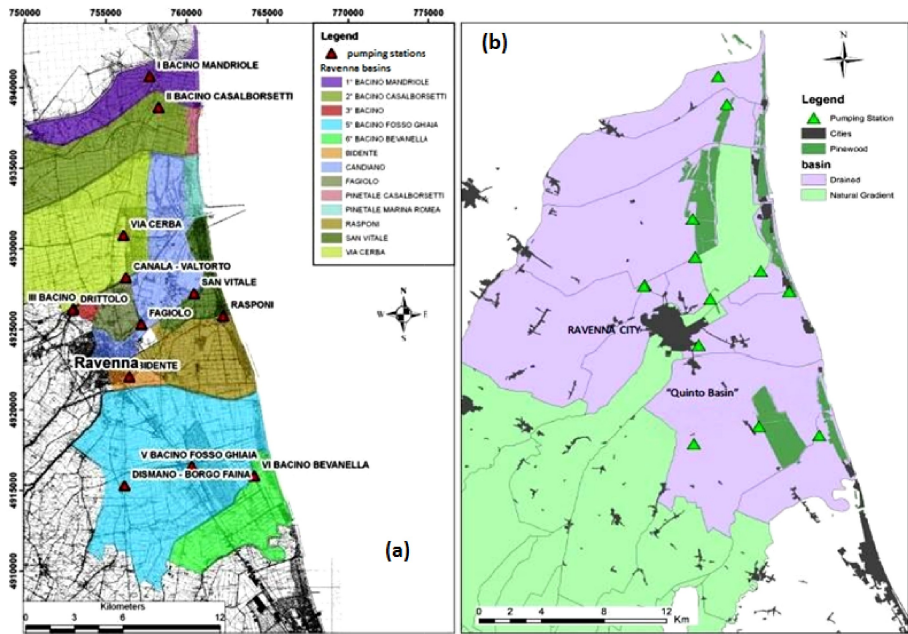 750000 755000 760000 765000 770000 775000
4940000
4935000
4930000
4925000
4920000
4915000
4910000
I BACINO MANDRIOLE
II BACINO CASALBORSETTI
VIA CERBA
CANALA - VALTORTO
SAN VITALE
III BACINO
DRITTOLO
RASPONI
FAGIOLO
Ravenna
BIDENTE
V BACINO FOSSO GHIAIA
VI BACINO BEVANELLA
DISMANO - BORGO FAINA
Legend
pumping stations
Ravenna basins
1° BACINO MANDRIOLE
2° BACINO CASALBORSETTI
3° BACINO
5° BACINO FOSSO GHAIA
6° BACINO BEVANELLA
BIDENTE
CANDIANO
FAGIOLO
PINETALE CASALBORSETTI
PINETALE MARINA ROMEA
RASPONI
SAN VITALE
VIA CERBA
N
W E
S
(a)
Kilometers
0 3 6 12
(b)
N
Legend
Pumping Station
Cities
Pinewood
basin
Drained
Natural Gradient
RAVENNA CITY
"Quinto Basin"
0 2 4 8 12
Km